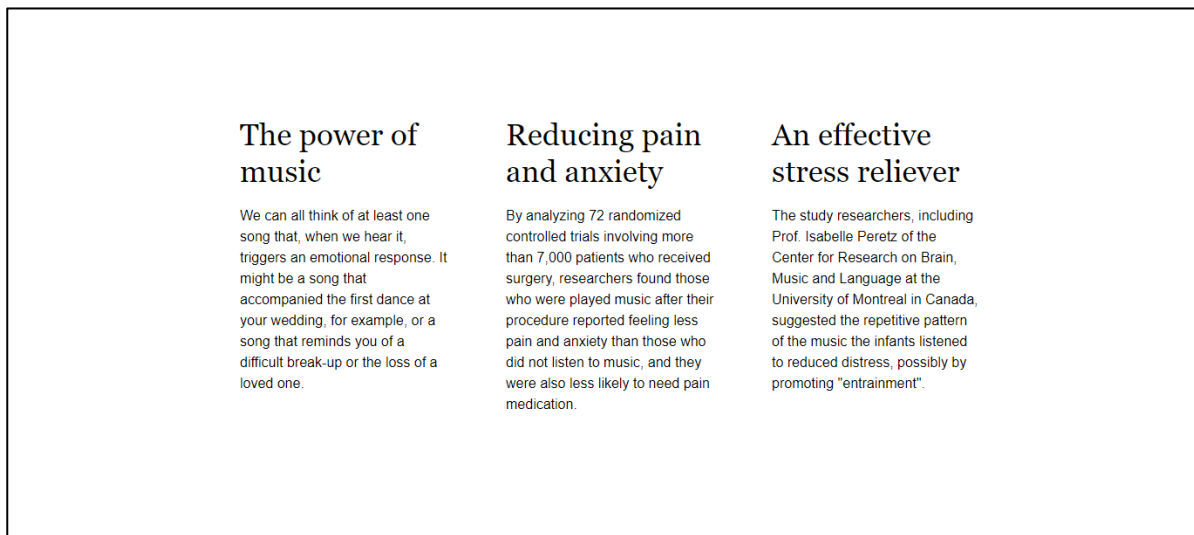 The power of
music
We can all think of at least one
song that, when we hear it,
triggers an emotional response. It
might be a song that
accompanied the first dance at
your wedding, for example, or a
song that reminds you of a
difficult break-up or the loss of a
loved one.
Reducing pain
and anxiety
By analyzing 72 randomized
controlled trials involving more
than 7,000 patients who received
surgery, researchers found those
who were played music after their
procedure reported feeling less
pain and anxiety than those who
did not listen to music, and they
were also less likely to need pain
medication.
An effective
stress reliever
The study researchers, including
Prof. Isabelle Peretz of the
Center for Research on Brain,
Music and Language at the
University of Montreal in Canada,
suggested the repetitive pattern
of the music the infants listened
to reduced distress, possibly by
promoting "entrainment".